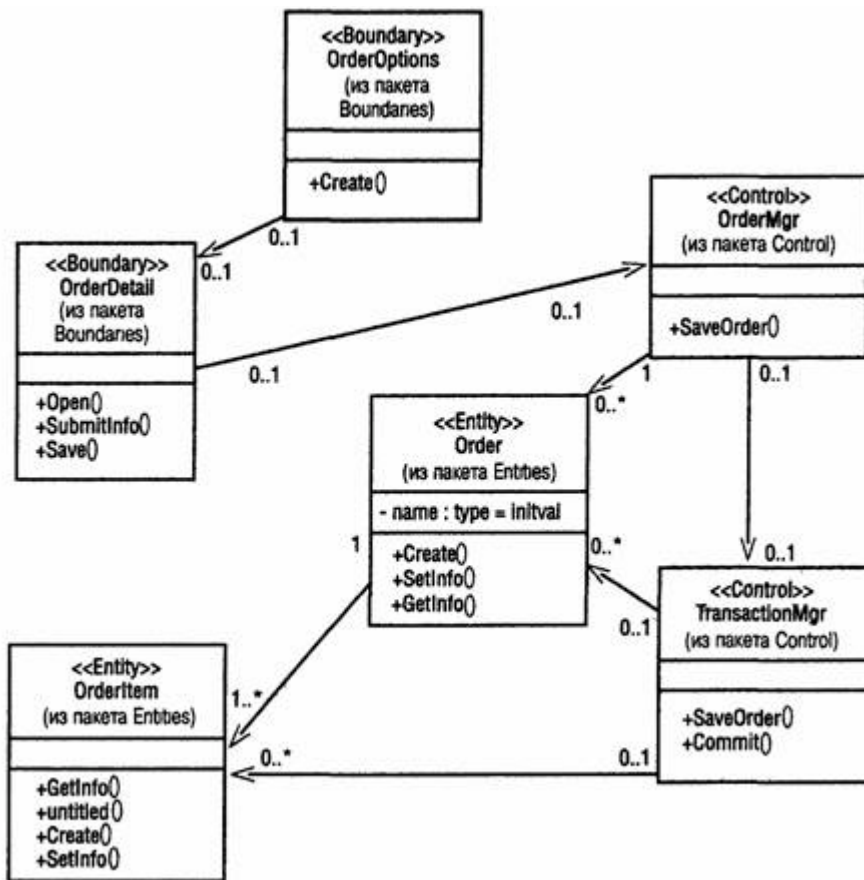 <<Boundary>>
OrderOptions
(из пакета
Boundaries)
+Create()
0..1
0..1
<<Boundary>>
OrderDetail
(из пакета
Boundaries)
+Open()
+SubmitInfo()
+Save()
0..1
0..1
<<Control>>
OrderMgr
(из пакета Control)
+SaveOrder()
1
0..*
0..1
0..1
<<Entity>>
Order
(из пакета Entities)
- name : type = initval
+Create()
+SetInfo()
+GetInfo()
1
1..*
0..*
0..1
<<Control>>
TransactionMgr
(из пакета Control)
+SaveOrder()
+Commit()
0..1
0..*
<<Entity>>
OrderItem
(из пакета Entities)
+GetInfo()
+untitled()
+Create()
+SetInfo()